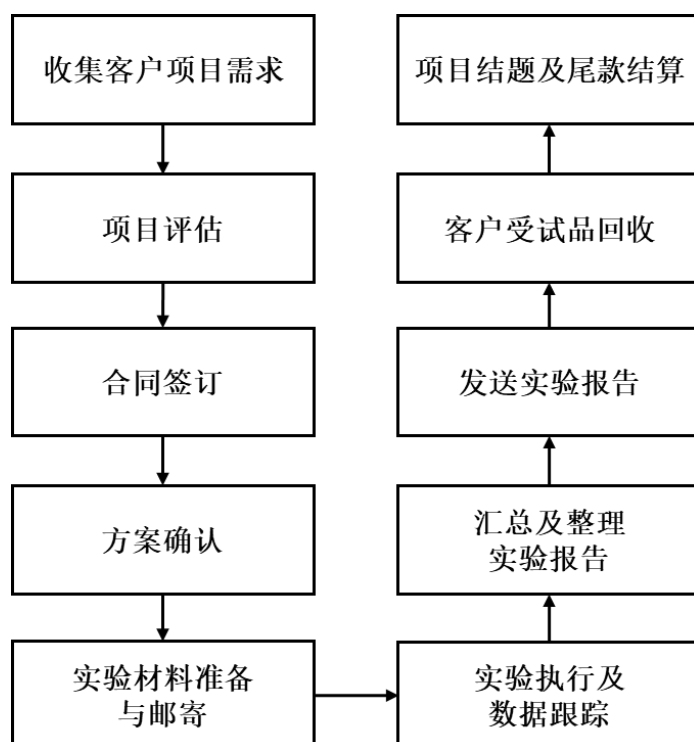 收集客户项目需求
项目评估
合同签订
方案确认
实验材料准备
与邮寄
实验执行及
数据跟踪
汇总及整理
实验报告
发送实验报告
客户受试品回收
项目结题及尾款结算